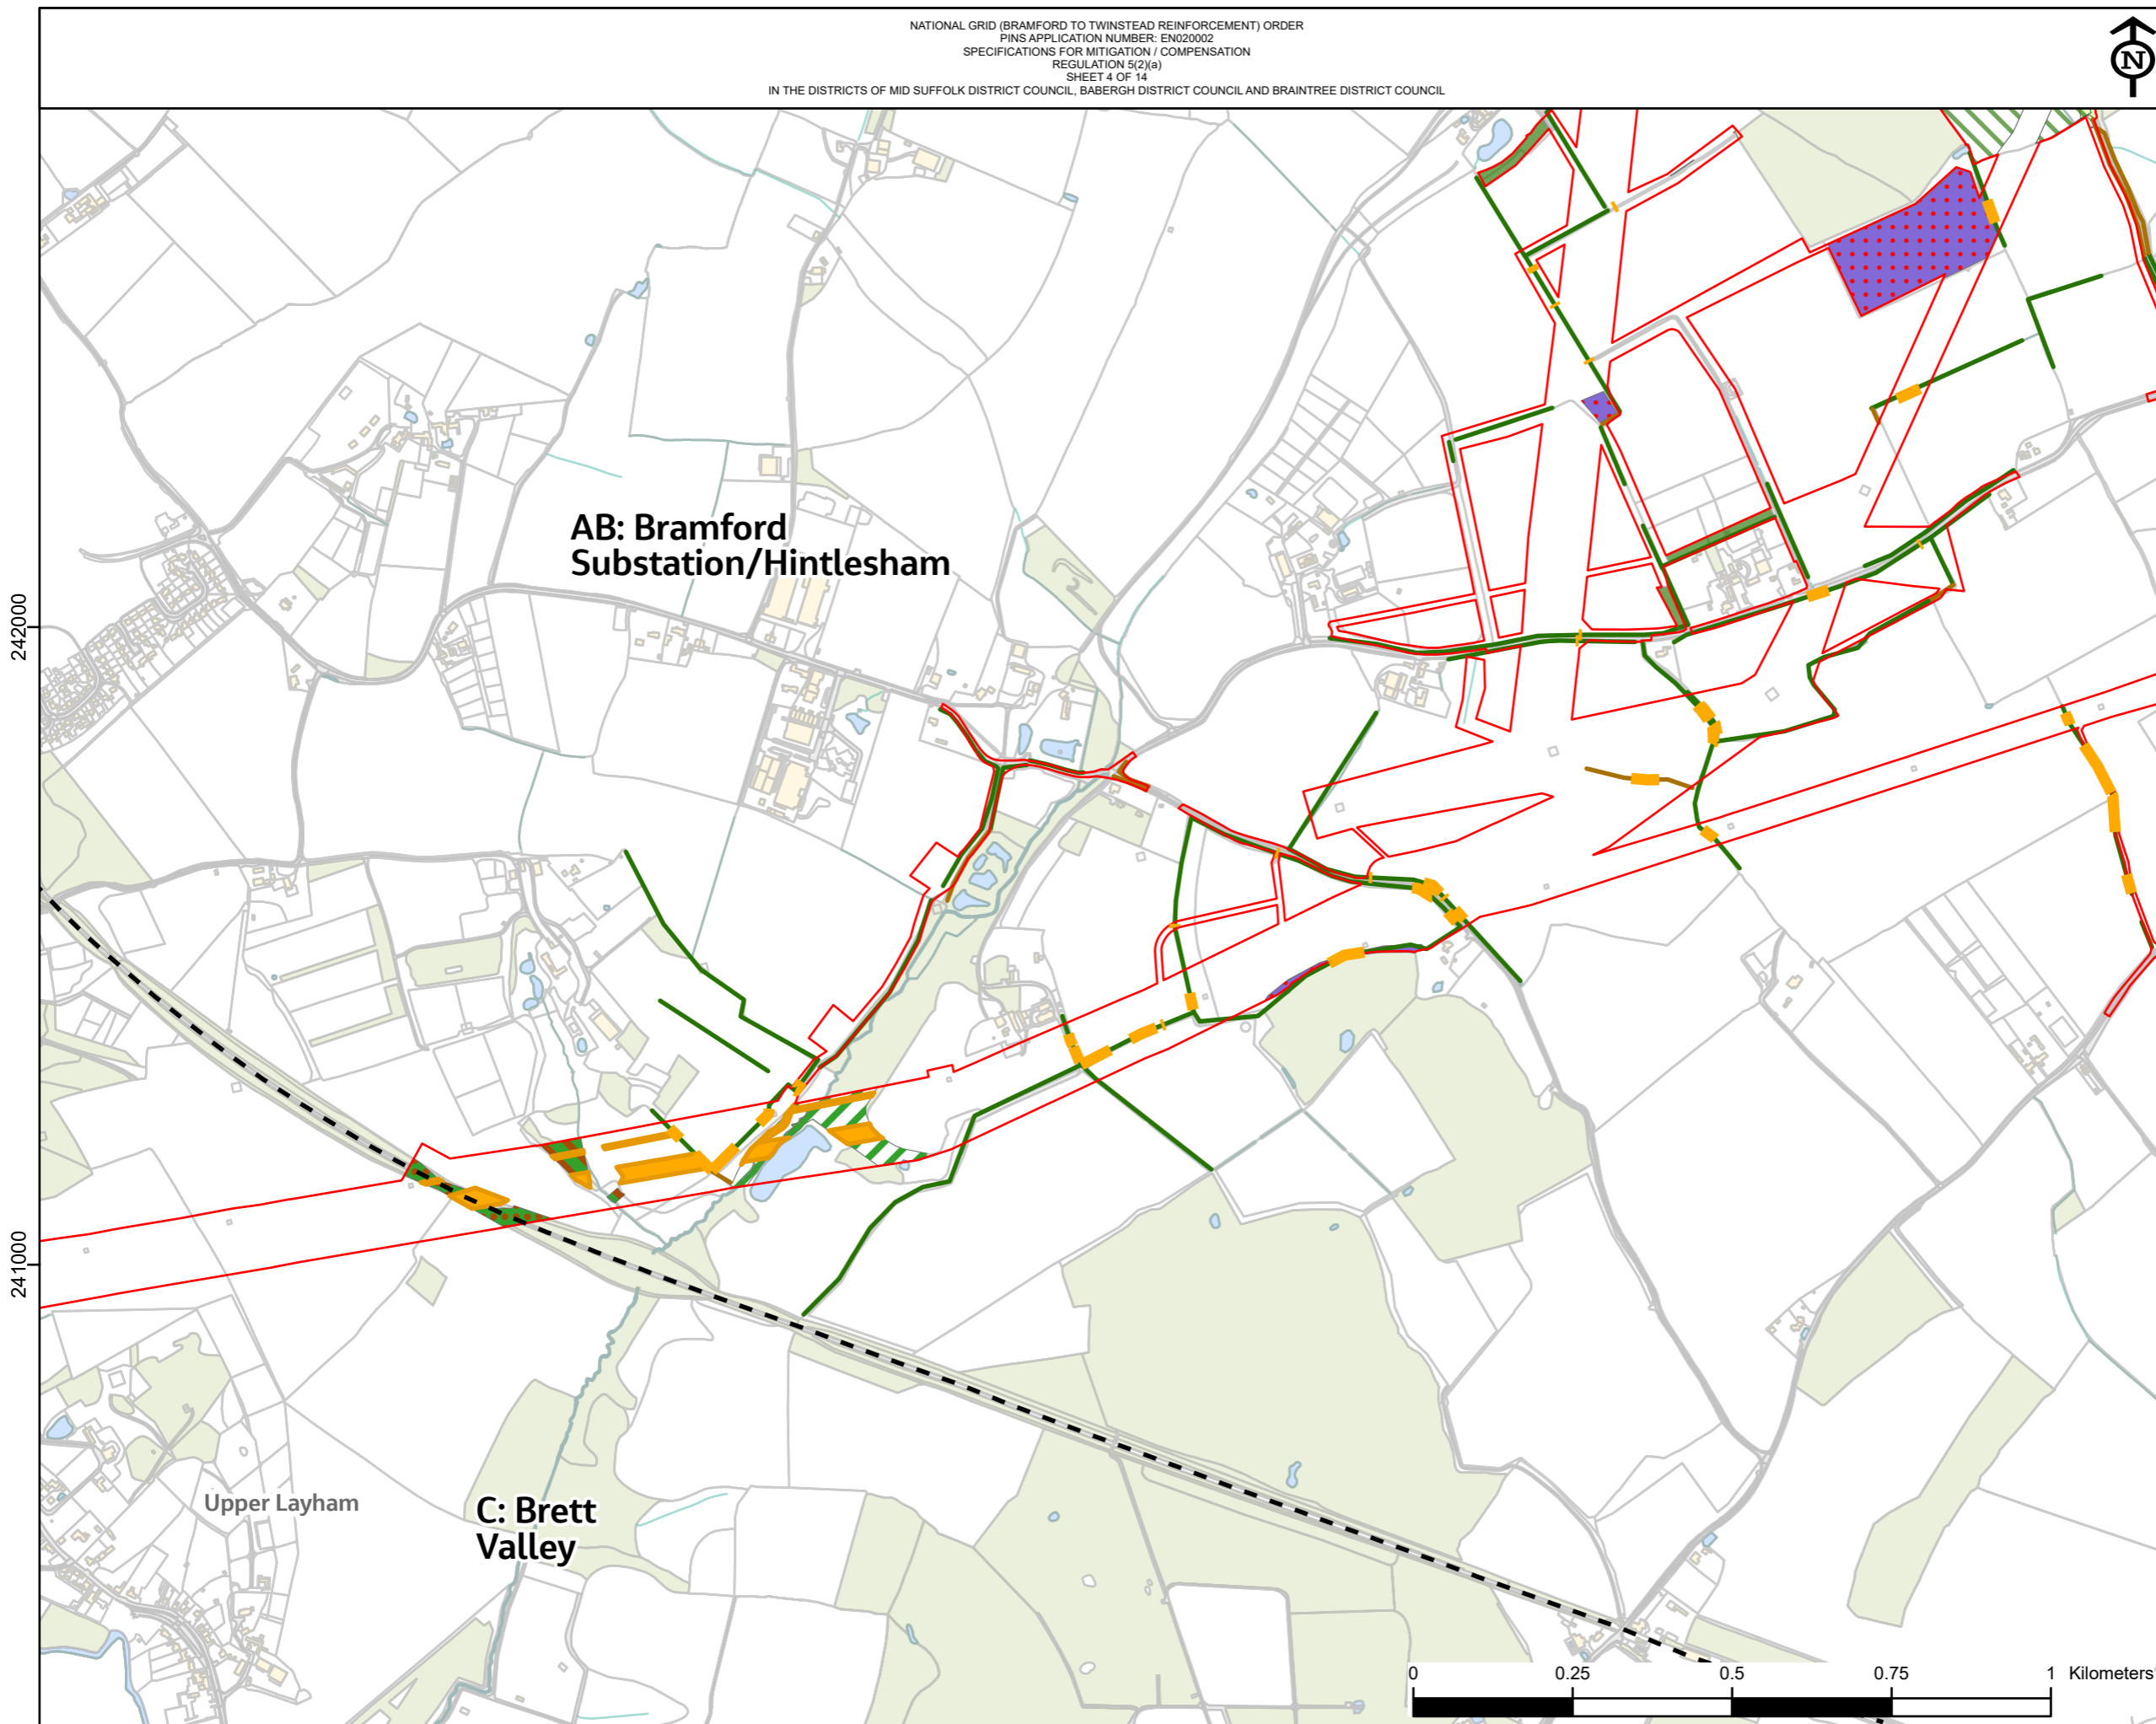 NATIONAL GRID (BRAMFORD TO TWINSTEAD REINFORCEMENT) ORDER
PINS APPLICATION NUMBER: EN020002
SPECIFICATIONS FOR MITIGATION / COMPENSATION
REGULATION 5(2)(a)
SHEET 4 OF 14
IN THE DISTRICTS OF MID SUFFOLK DISTRICT COUNCIL, BABERGH DISTRICT COUNCIL AND BRAINTREE DISTRICT COUNCIL
N
AB: Bramford
Substation/Hintlesham
242000
241000
Upper Layham
C: Brett
Valley
0 0.25 0.5 0.75 1 Kilometers